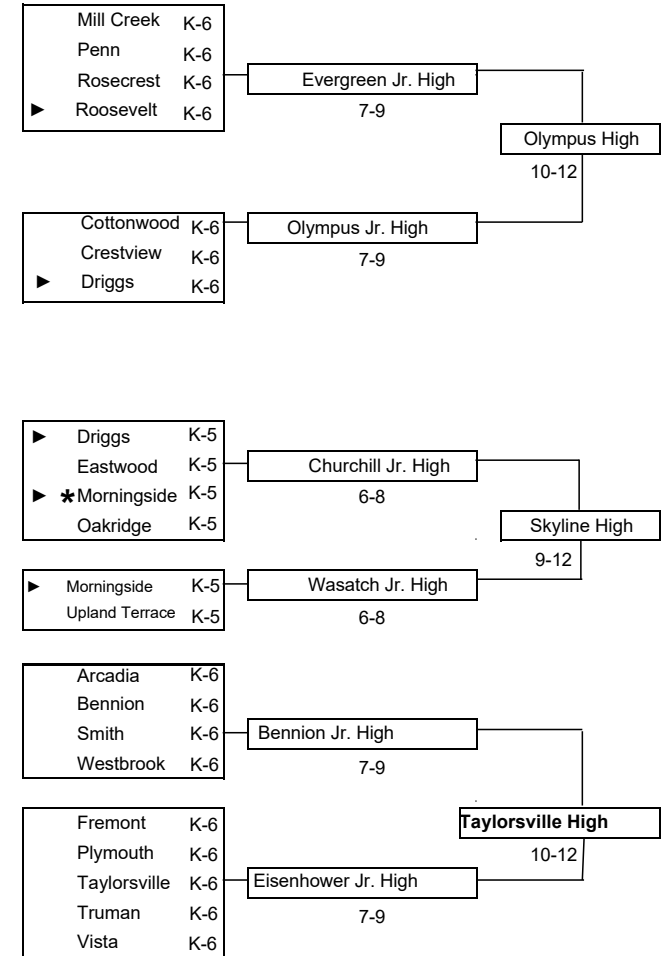 Mill Creek K-6
Penn K-6
Rosecrest K-6
► Roosevelt K-6
Evergreen Jr. High
7-9
Olympus High
10-12
Cottonwood K-6
Crestview K-6
► Driggs K-6
Olympus Jr. High
7-9
► Driggs K-5
Eastwood K-5
► *Morningside K-5
Oakridge K-5
Churchill Jr. High
6-8
Skyline High
9-12
► Morningside K-5
Upland Terrace K-5
Wasatch Jr. High
6-8
Arcadia K-6
Bennion K-6
Smith K-6
Westbrook K-6
Bennion Jr. High
7-9
Taylorsville High
10-12
Fremont K-6
Plymouth K-6
Taylorsville K-6
Truman K-6
Vista K-6
Eisenhower Jr. High
7-9